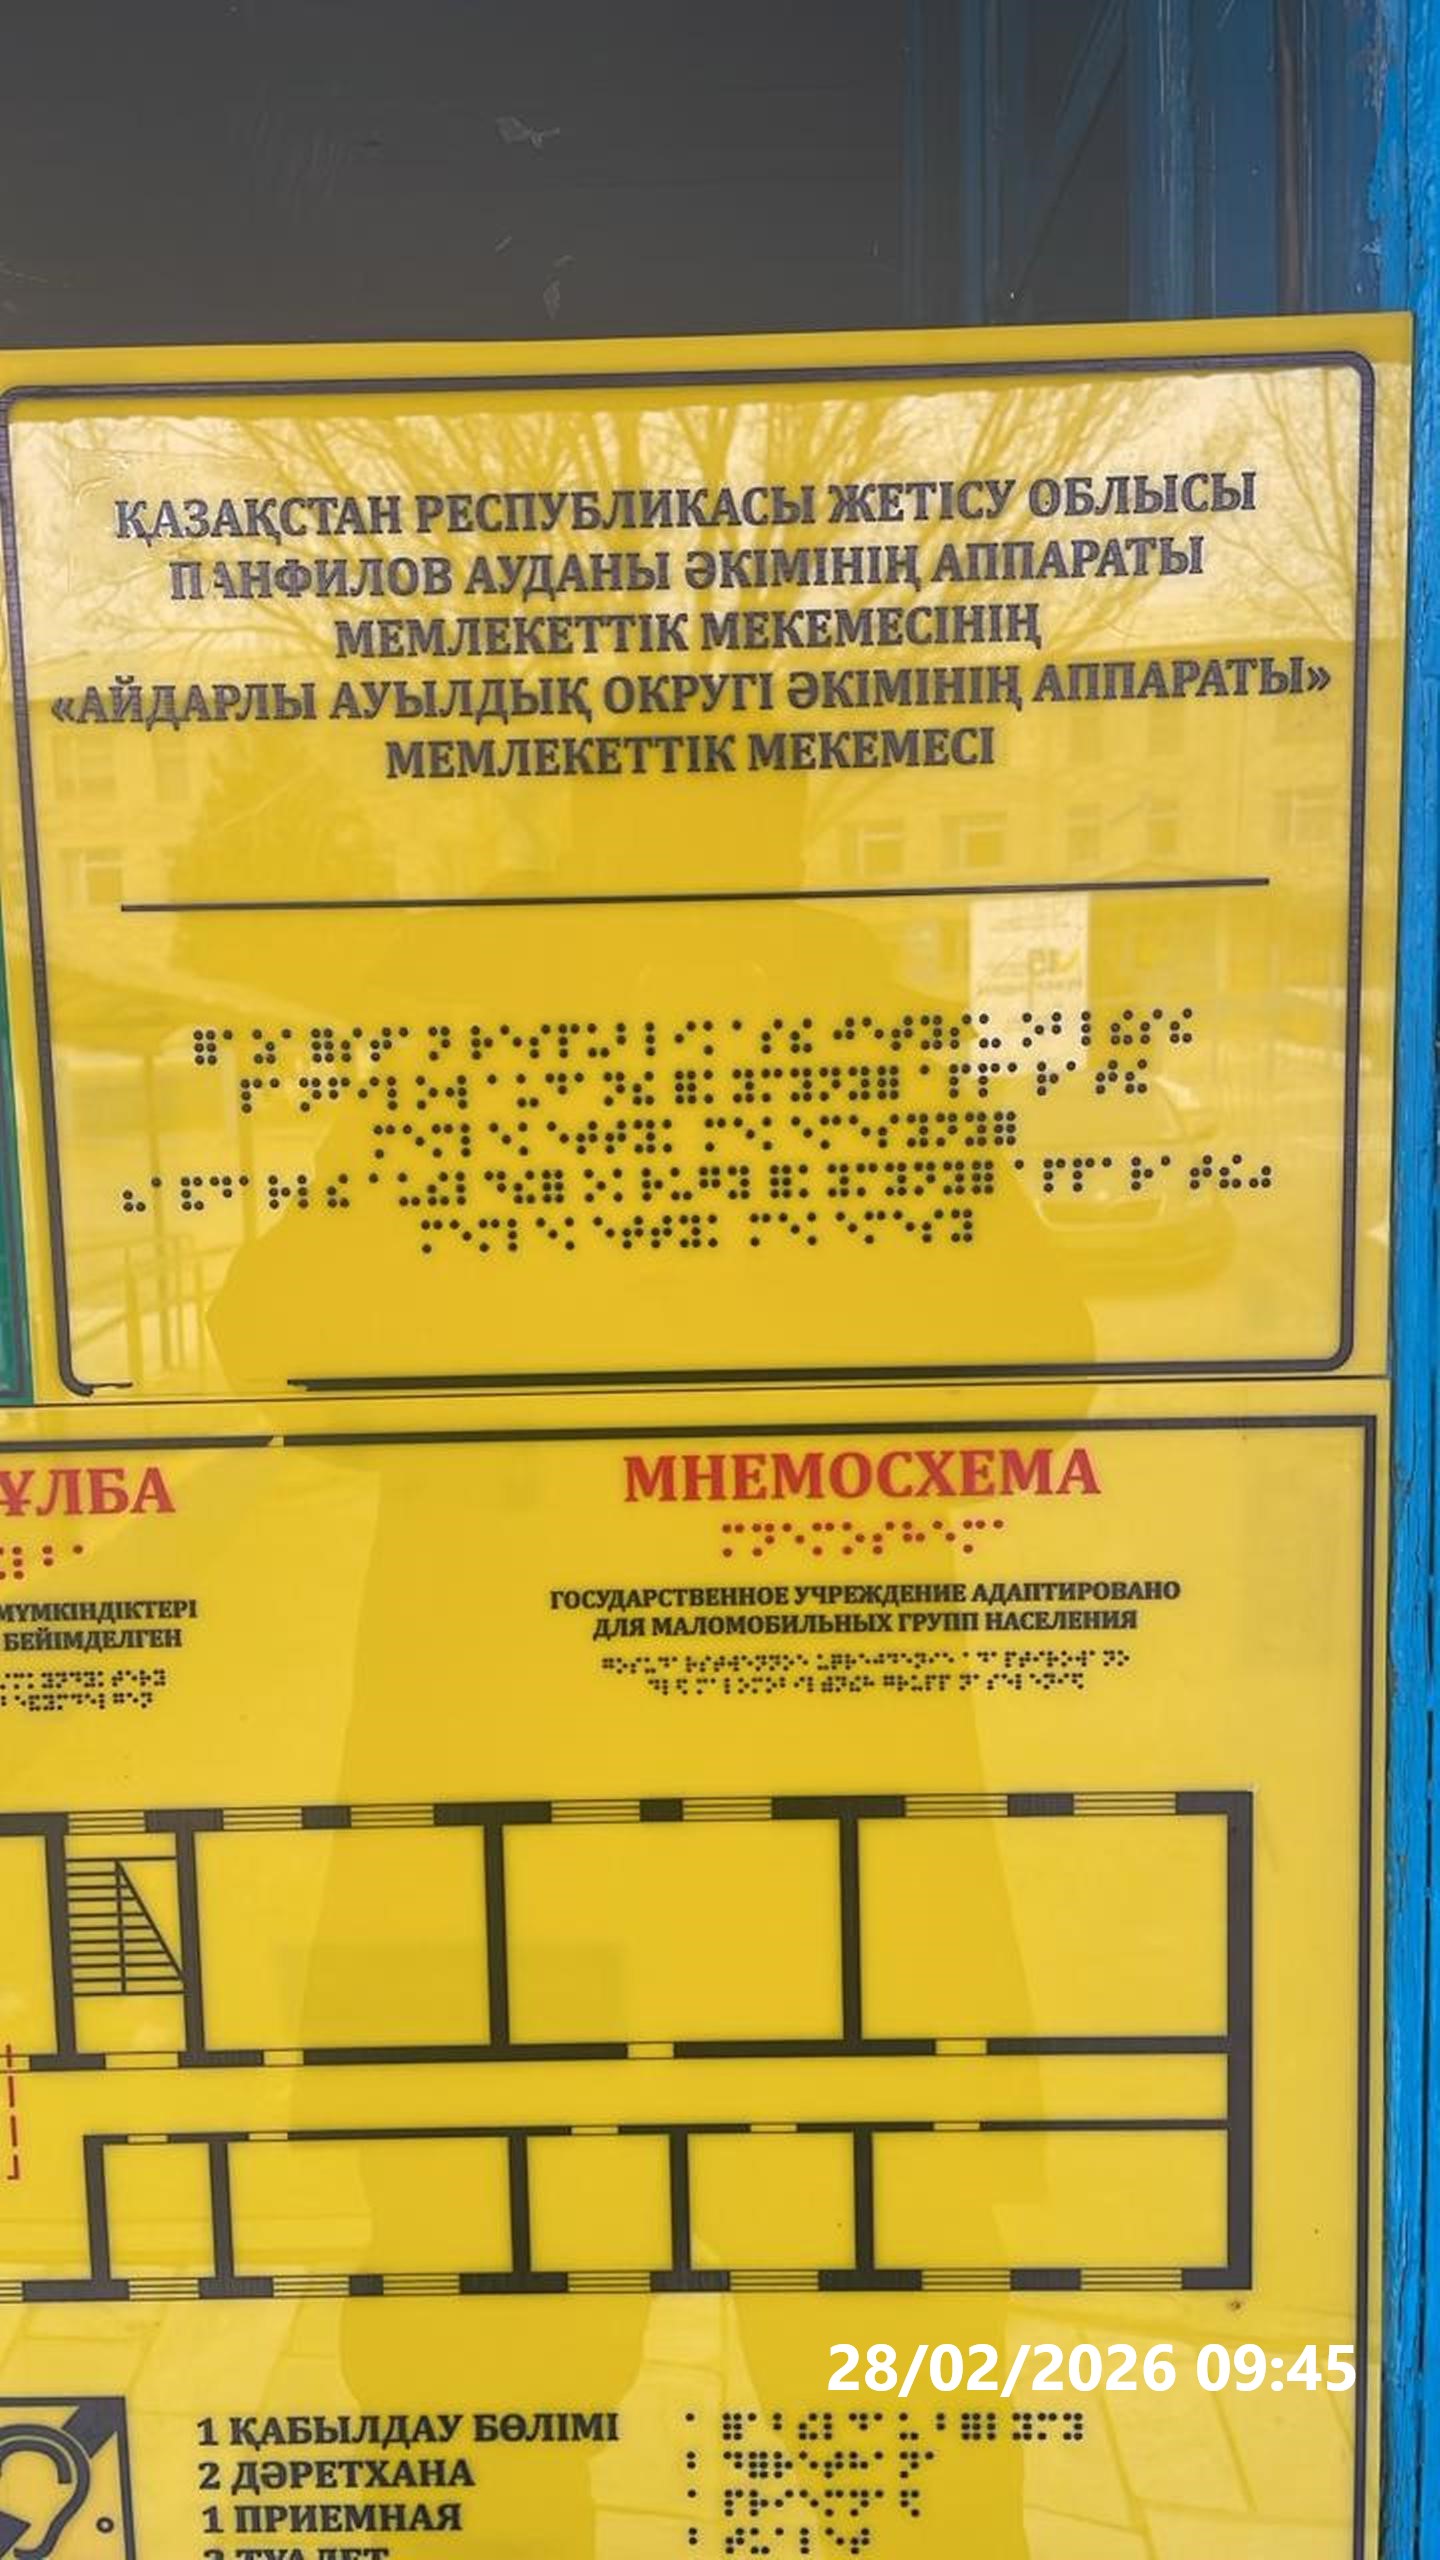 ҚАЗАҚСТАН РЕСПУБЛИКАСЫ ЖЕТІСУ ОБЛЫСЫ
ПАНФИЛОВ АУДАНЫ ӘКІМІНІҢ АППАРАТЫ
МЕМЛЕКЕТТІК МЕКЕМЕСІНІҢ
«АЙДАРЛЫ АУЫЛДЫҚ ОКРУГІ ӘКІМІНІҢ АППАРАТЫ»
МЕМЛЕКЕТТІК МЕКЕМЕСІ
ҰЛБА
МҮМКІНДІКТЕРІ
БЕЙІМДЕЛГЕН
МНЕМОСХЕМА
ГОСУДАРСТВЕННОЕ УЧРЕЖДЕНИЕ АДАПТИРОВАНО
ДЛЯ МАЛОМОБИЛЬНЫХ ГРУПП НАСЕЛЕНИЯ
28/02/2026 09:45
1 ҚАБЫЛДАУ БӨЛІМІ
2 ДӘРЕТХАНА
1 ПРИЕМНАЯ
2 ТУАЛЕТ